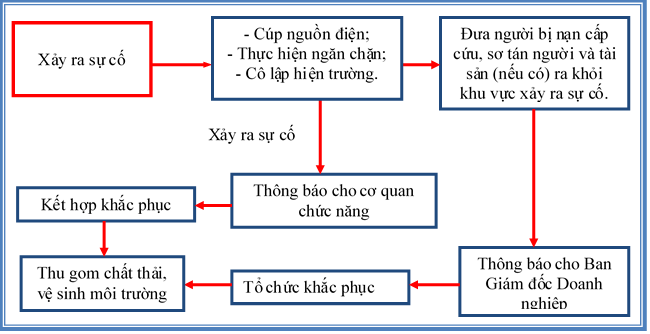 Xảy ra sự cố
- Cúp nguồn điện;
- Thực hiện ngăn chặn;
- Cô lập hiện trường.
Đưa người bị nạn cấp
cứu, sơ tán người và tài
sản (nếu có) ra khỏi
khu vực xảy ra sự cố.
Xảy ra sự cố
Thông báo cho cơ quan
chức năng
Kết hợp khắc phục
Thu gom chất thải,
vệ sinh môi trường
Tổ chức khắc phục
Thông báo cho Ban
Giám đốc Doanh
nghiệp